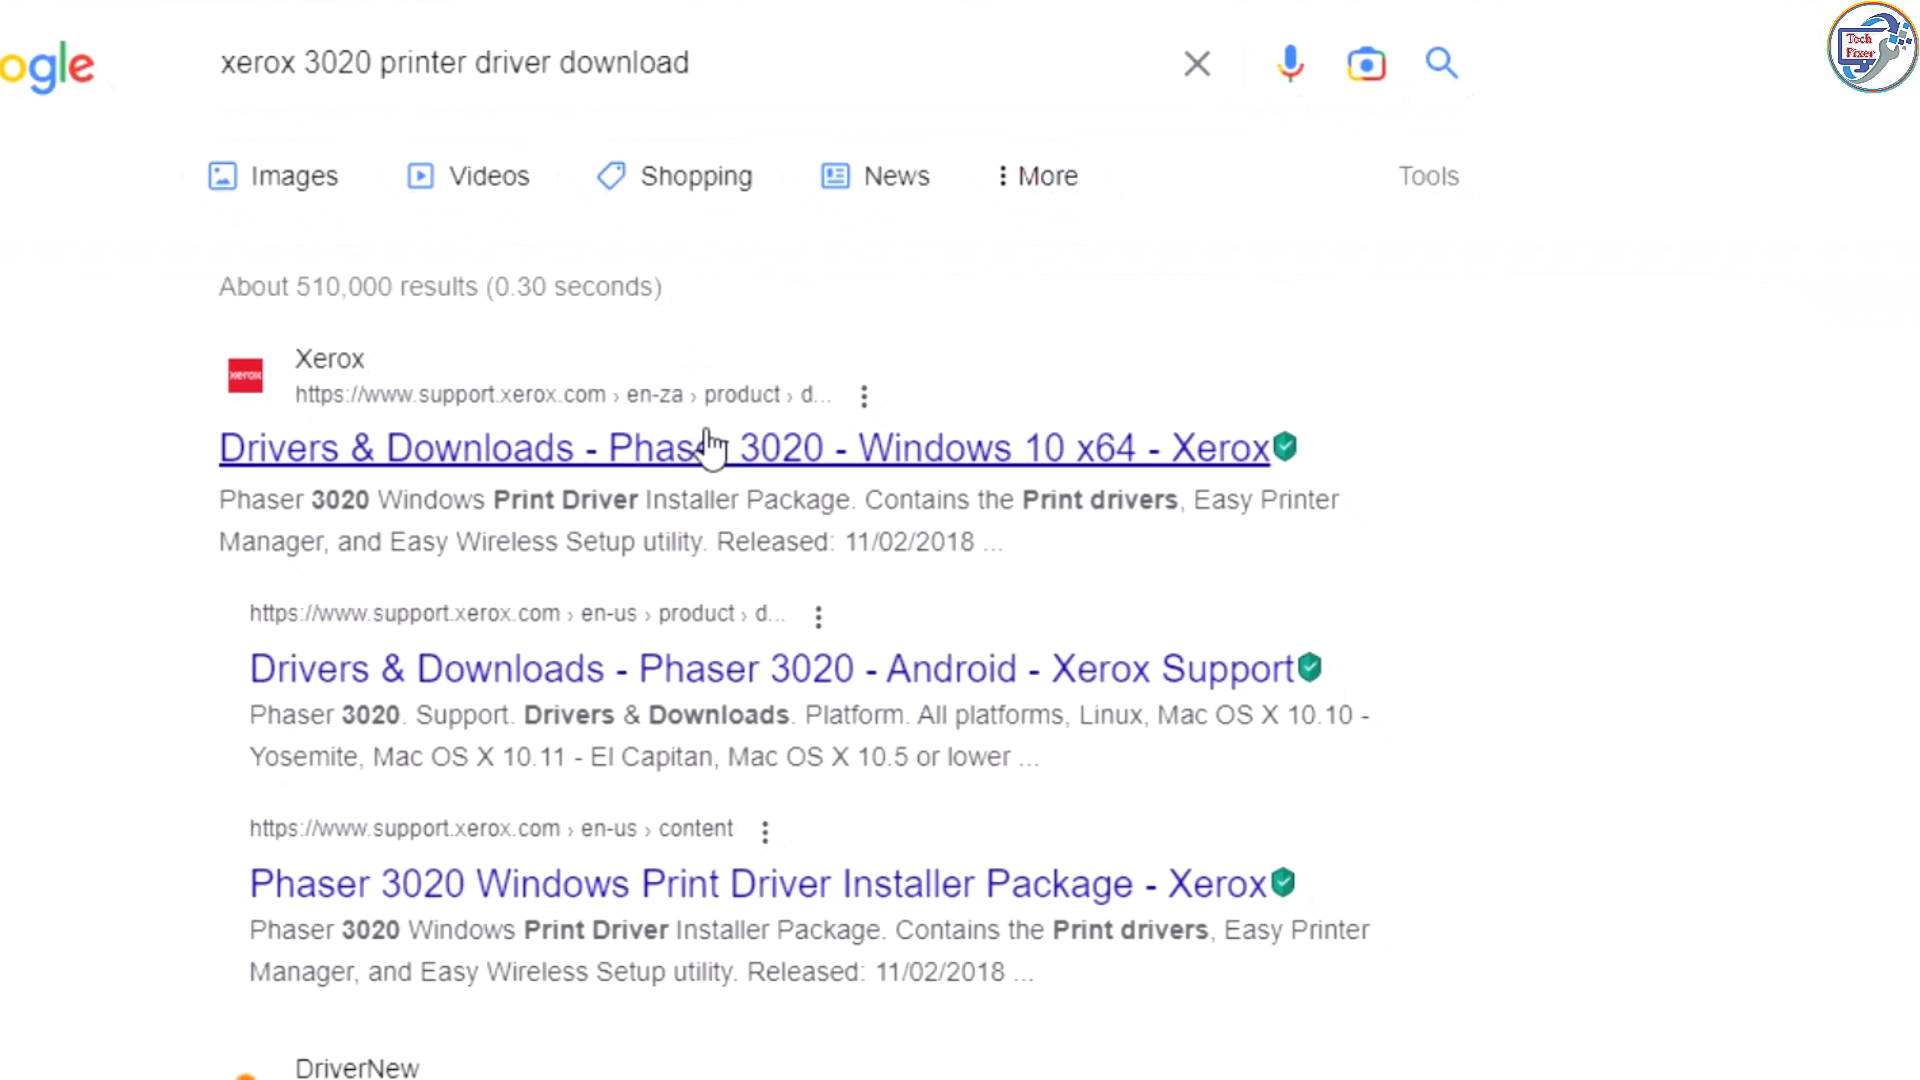 ogle
xerox 3020 printer driver download
Tech
Fixer
Images
Videos
Shopping
News
More
Tools
About 510,000 results (0.30 seconds)
xerox
Xerox
https://www.support.xerox.com › en-za › product › d...
Drivers & Downloads - Phaser 3020 - Windows 10 x64 - Xerox
Phaser 3020 Windows Print Driver Installer Package. Contains the Print drivers, Easy Printer
Manager, and Easy Wireless Setup utility. Released: 11/02/2018 ...
https://www.support.xerox.com › en-us › product › d...
Drivers & Downloads - Phaser 3020 - Android - Xerox Support
Phaser 3020. Support. Drivers & Downloads. Platform. All platforms, Linux, Mac OS X 10.10 -
Yosemite, Mac OS X 10.11 - El Capitan, Mac OS X 10.5 or lower ...
https://www.support.xerox.com › en-us › content
Phaser 3020 Windows Print Driver Installer Package - Xerox
Phaser 3020 Windows Print Driver Installer Package. Contains the Print drivers, Easy Printer
Manager, and Easy Wireless Setup utility. Released: 11/02/2018 ...
DriverNew